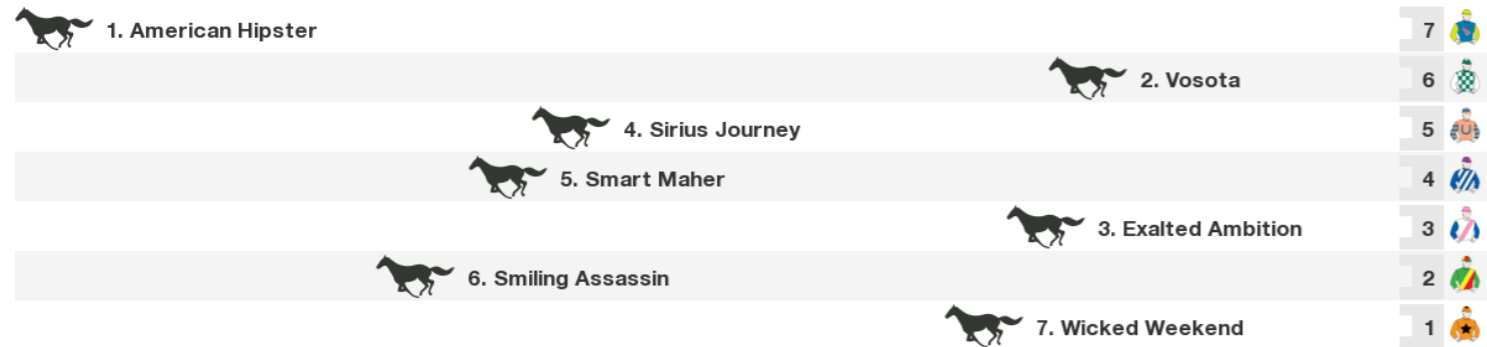 1. American Hipster 7
2. Vosota 6
4. Sirius Journey 5
5. Smart Maher 4
3. Exalted Ambition 3
6. Smiling Assassin 2
7. Wicked Weekend 1